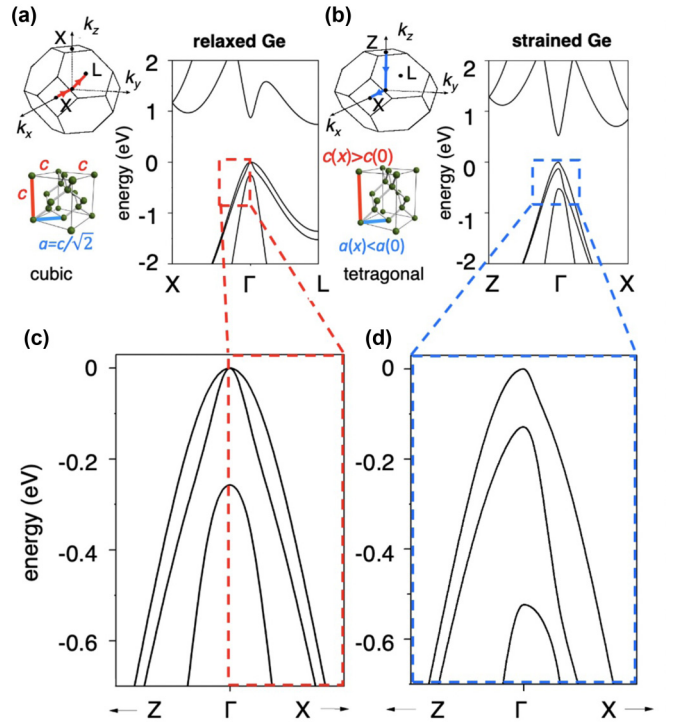 (a)
k_z
X
L
k_y
X
k_x
relaxed Ge
energy (eV)
2
1
0
-1
-2
X
Γ
L
c
c
c
a=c/√2
cubic
(b)
k_z
Z
L
k_y
X
k_x
strained Ge
energy (eV)
2
1
0
-1
-2
Z
Γ
X
c(x)>c(0)
a(x)<a(0)
tetragonal
(c)
energy (eV)
0
-0.2
-0.4
-0.6
← Z Γ X →
(d)
0
-0.2
-0.4
-0.6
← Z Γ X →